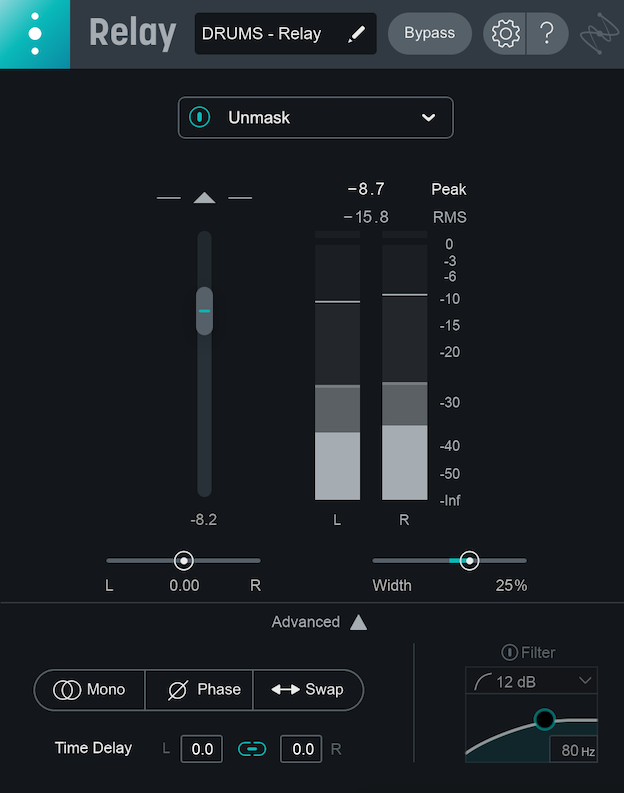 Relay DRUMS - Relay Bypass ?
Unmask
-8.7 Peak
-15.8 RMS
0
-3
-6
-10
-15
-20
-30
-40
-50
-Inf
-8.2 L R
L 0.00 R Width 25%
Advanced
Filter
12 dB
Mono Phase Swap
Time Delay L 0.0 0.0 R
80 Hz